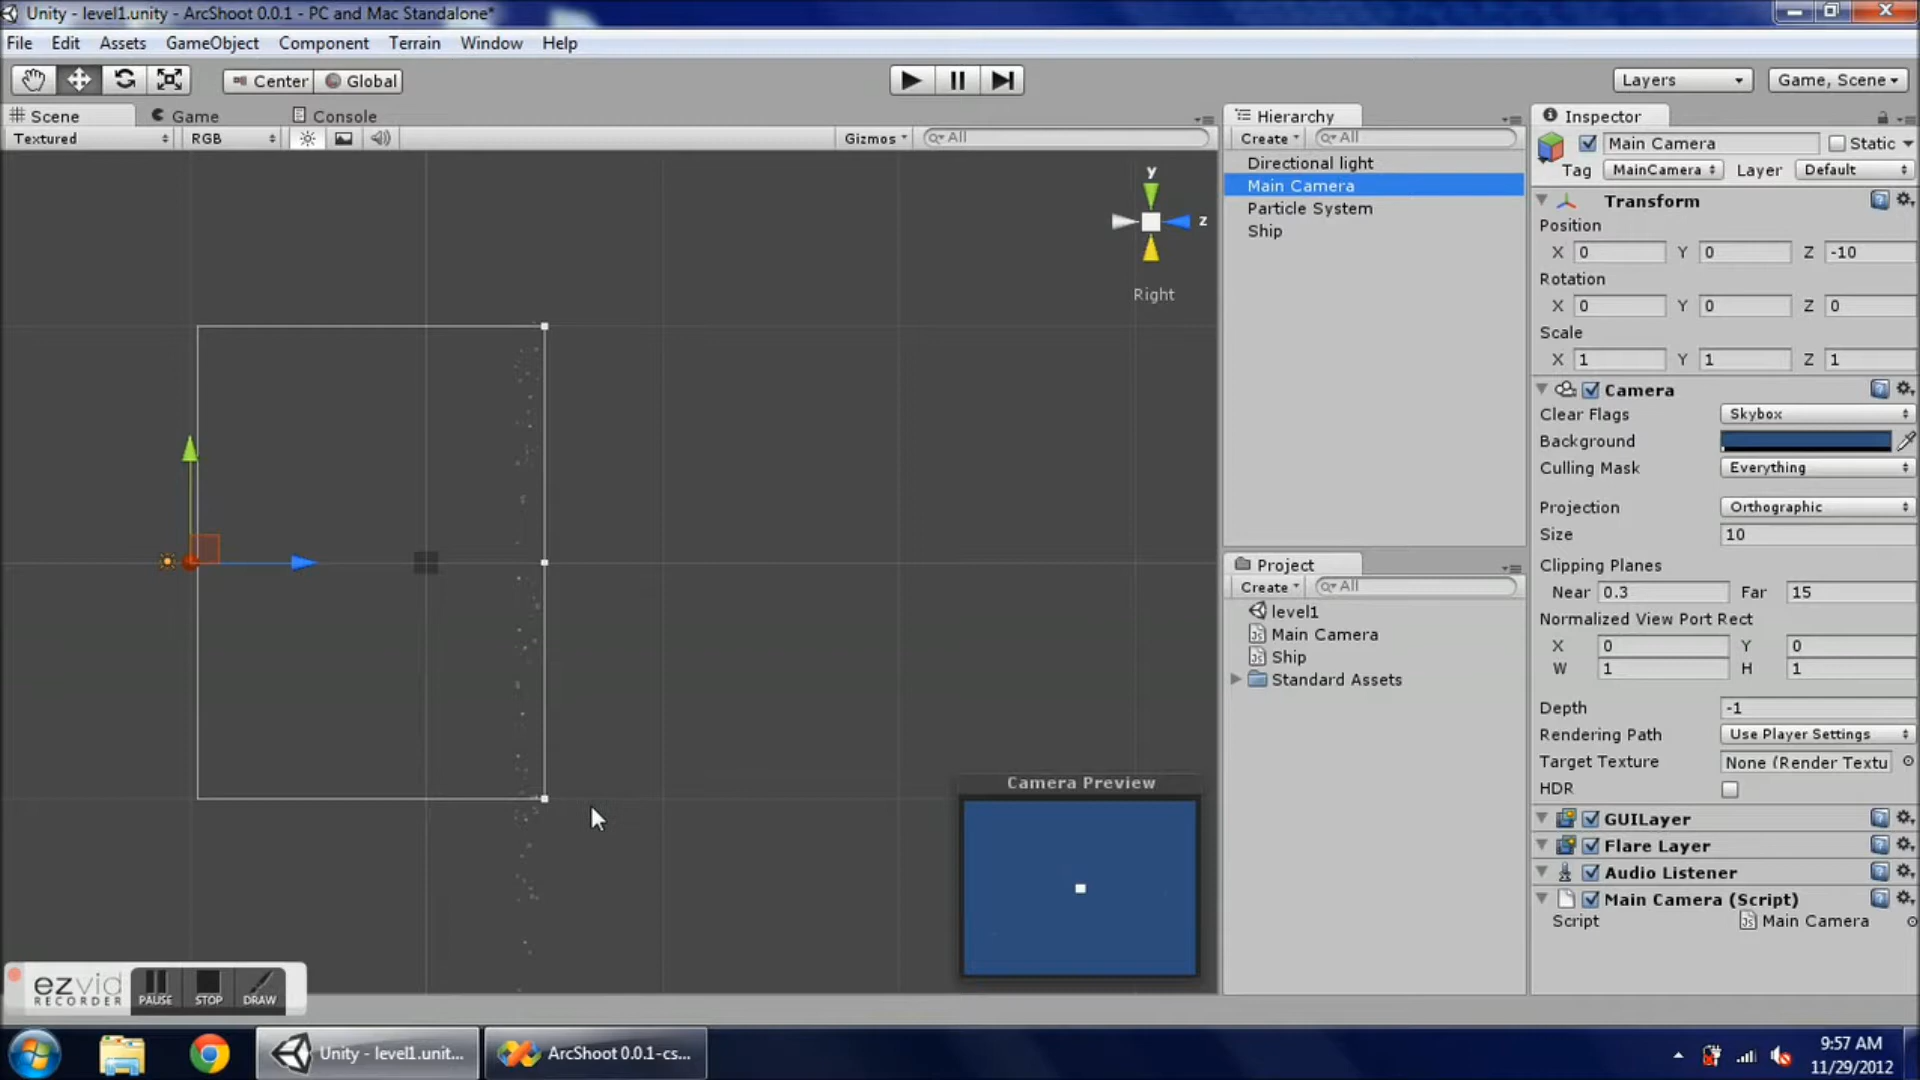 Unity - level1.unity - ArcShoot 0.0.1 - PC and Mac Standalone*
File Edit Assets GameObject Component Terrain Window Help
Center Global
Layers
Game, Scene
Scene
Game
Console
Textured
RGB
Gizmos
All
y
z
Right
Camera Preview
Hierarchy
Create
All
Directional light
Main Camera
Particle System
Ship
Project
Create
All
level1
Main Camera
Ship
Standard Assets
Inspector
Main Camera
Static
Tag MainCamera Layer Default
Transform
Position
X 0 Y 0 Z -10
Rotation
X 0 Y 0 Z 0
Scale
X 1 Y 1 Z 1
Camera
Clear Flags Skybox
Background
Culling Mask Everything
Projection Orthographic
Size 10
Clipping Planes
Near 0.3 Far 15
Normalized View Port Rect
X 0 Y 0
W 1 H 1
Depth -1
Rendering Path Use Player Settings
Target Texture None (Render Textu
HDR
GUILayer
Flare Layer
Audio Listener
Main Camera (Script)
Script Main Camera
ezvid
RECORDER
PAUSE STOP DRAW
Unity - level1.unit...
ArcShoot 0.0.1-cs...
9:57 AM
11/29/2012